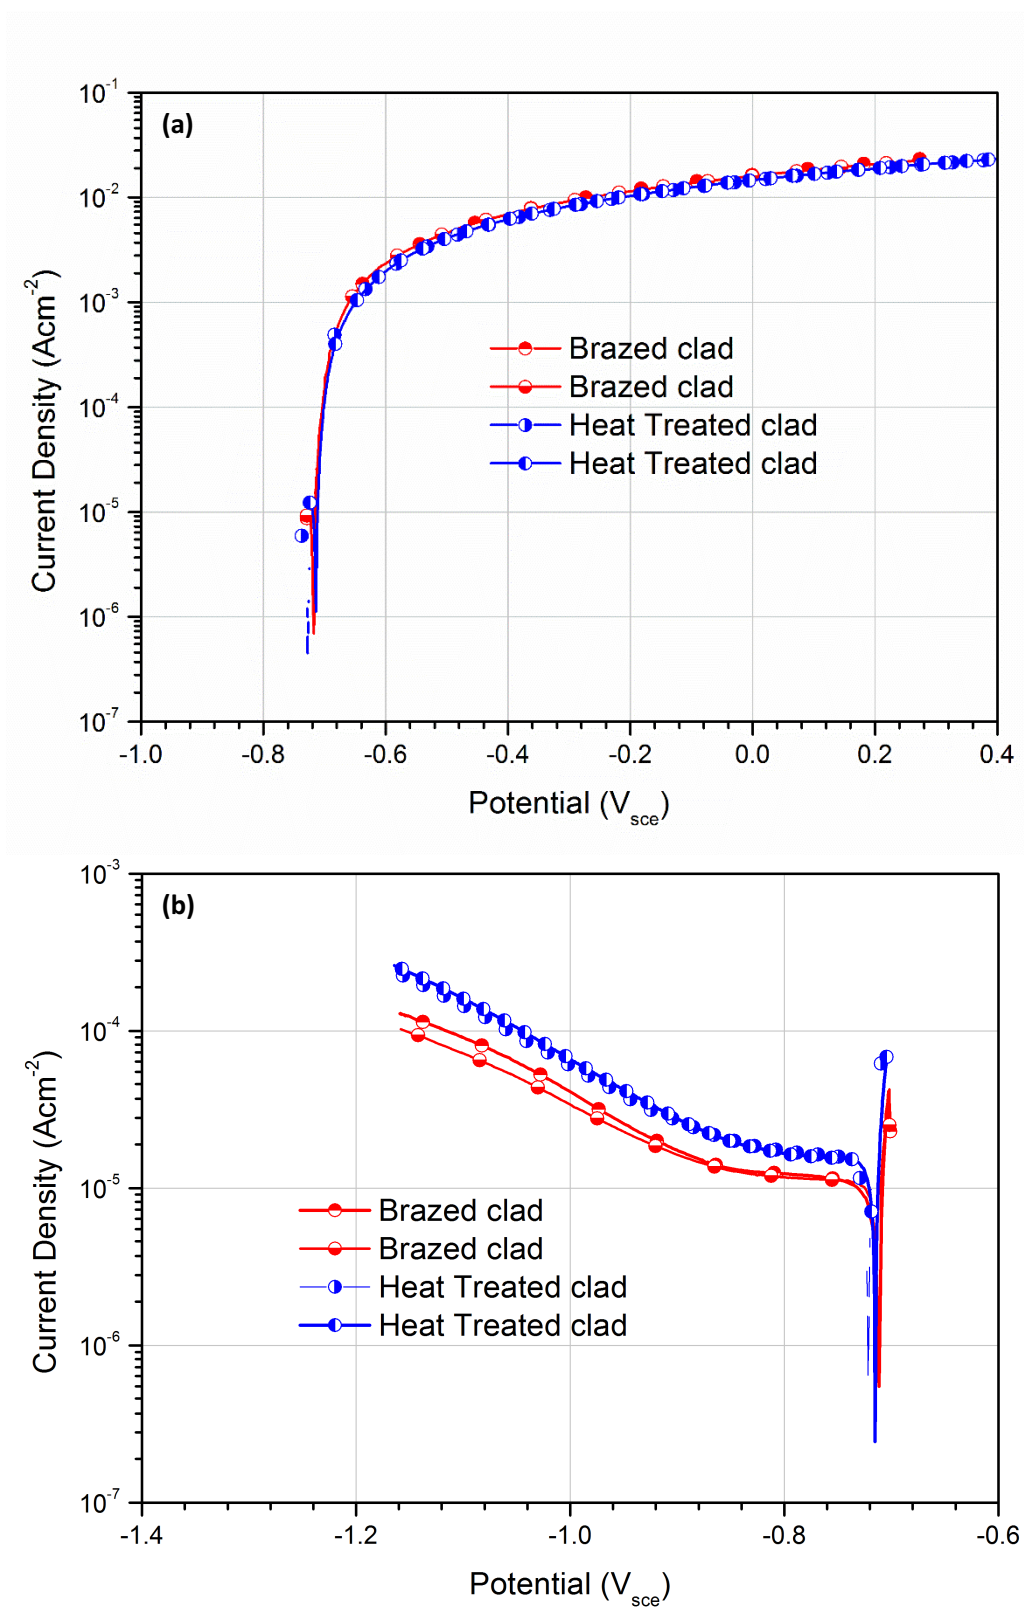 (a)
10-1
10-2
10-3
10-4
10-5
10-6
10-7
Current Density (Acm-2)
Brazed clad
Brazed clad
Heat Treated clad
Heat Treated clad
-1.0 -0.8 -0.6 -0.4 -0.2 0.0 0.2 0.4
Potential (Vsce)
(b)
10-3
10-4
10-5
10-6
10-7
Current Density (Acm-2)
Brazed clad
Brazed clad
Heat Treated clad
Heat Treated clad
-1.4 -1.2 -1.0 -0.8 -0.6
Potential (Vsce)